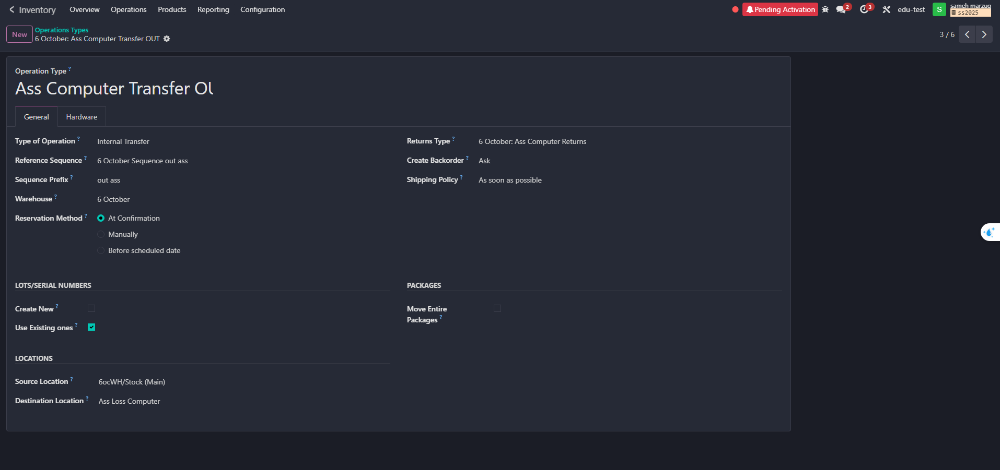 Inventory Overview Operations Products Reporting Configuration Pending Activation 2 3 edu-test S sameh marzuq
ss2025
New Operations Types
6 October: Ass Computer Transfer OUT
3 / 6
Operation Type ?
Ass Computer Transfer OU
General Hardware
Type of Operation ? Internal Transfer
Reference Sequence ? 6 October Sequence out ass
Sequence Prefix ? out ass
Warehouse ? 6 October
Reservation Method ? At Confirmation
Manually
Before scheduled date
Returns Type ? 6 October: Ass Computer Returns
Create Backorder ? Ask
Shipping Policy ? As soon as possible
LOTS/SERIAL NUMBERS
Create New ?
Use Existing ones ?
PACKAGES
Move Entire
Packages ?
LOCATIONS
Source Location ? 6ocWH/Stock (Main)
Destination Location ? Ass Loss Computer